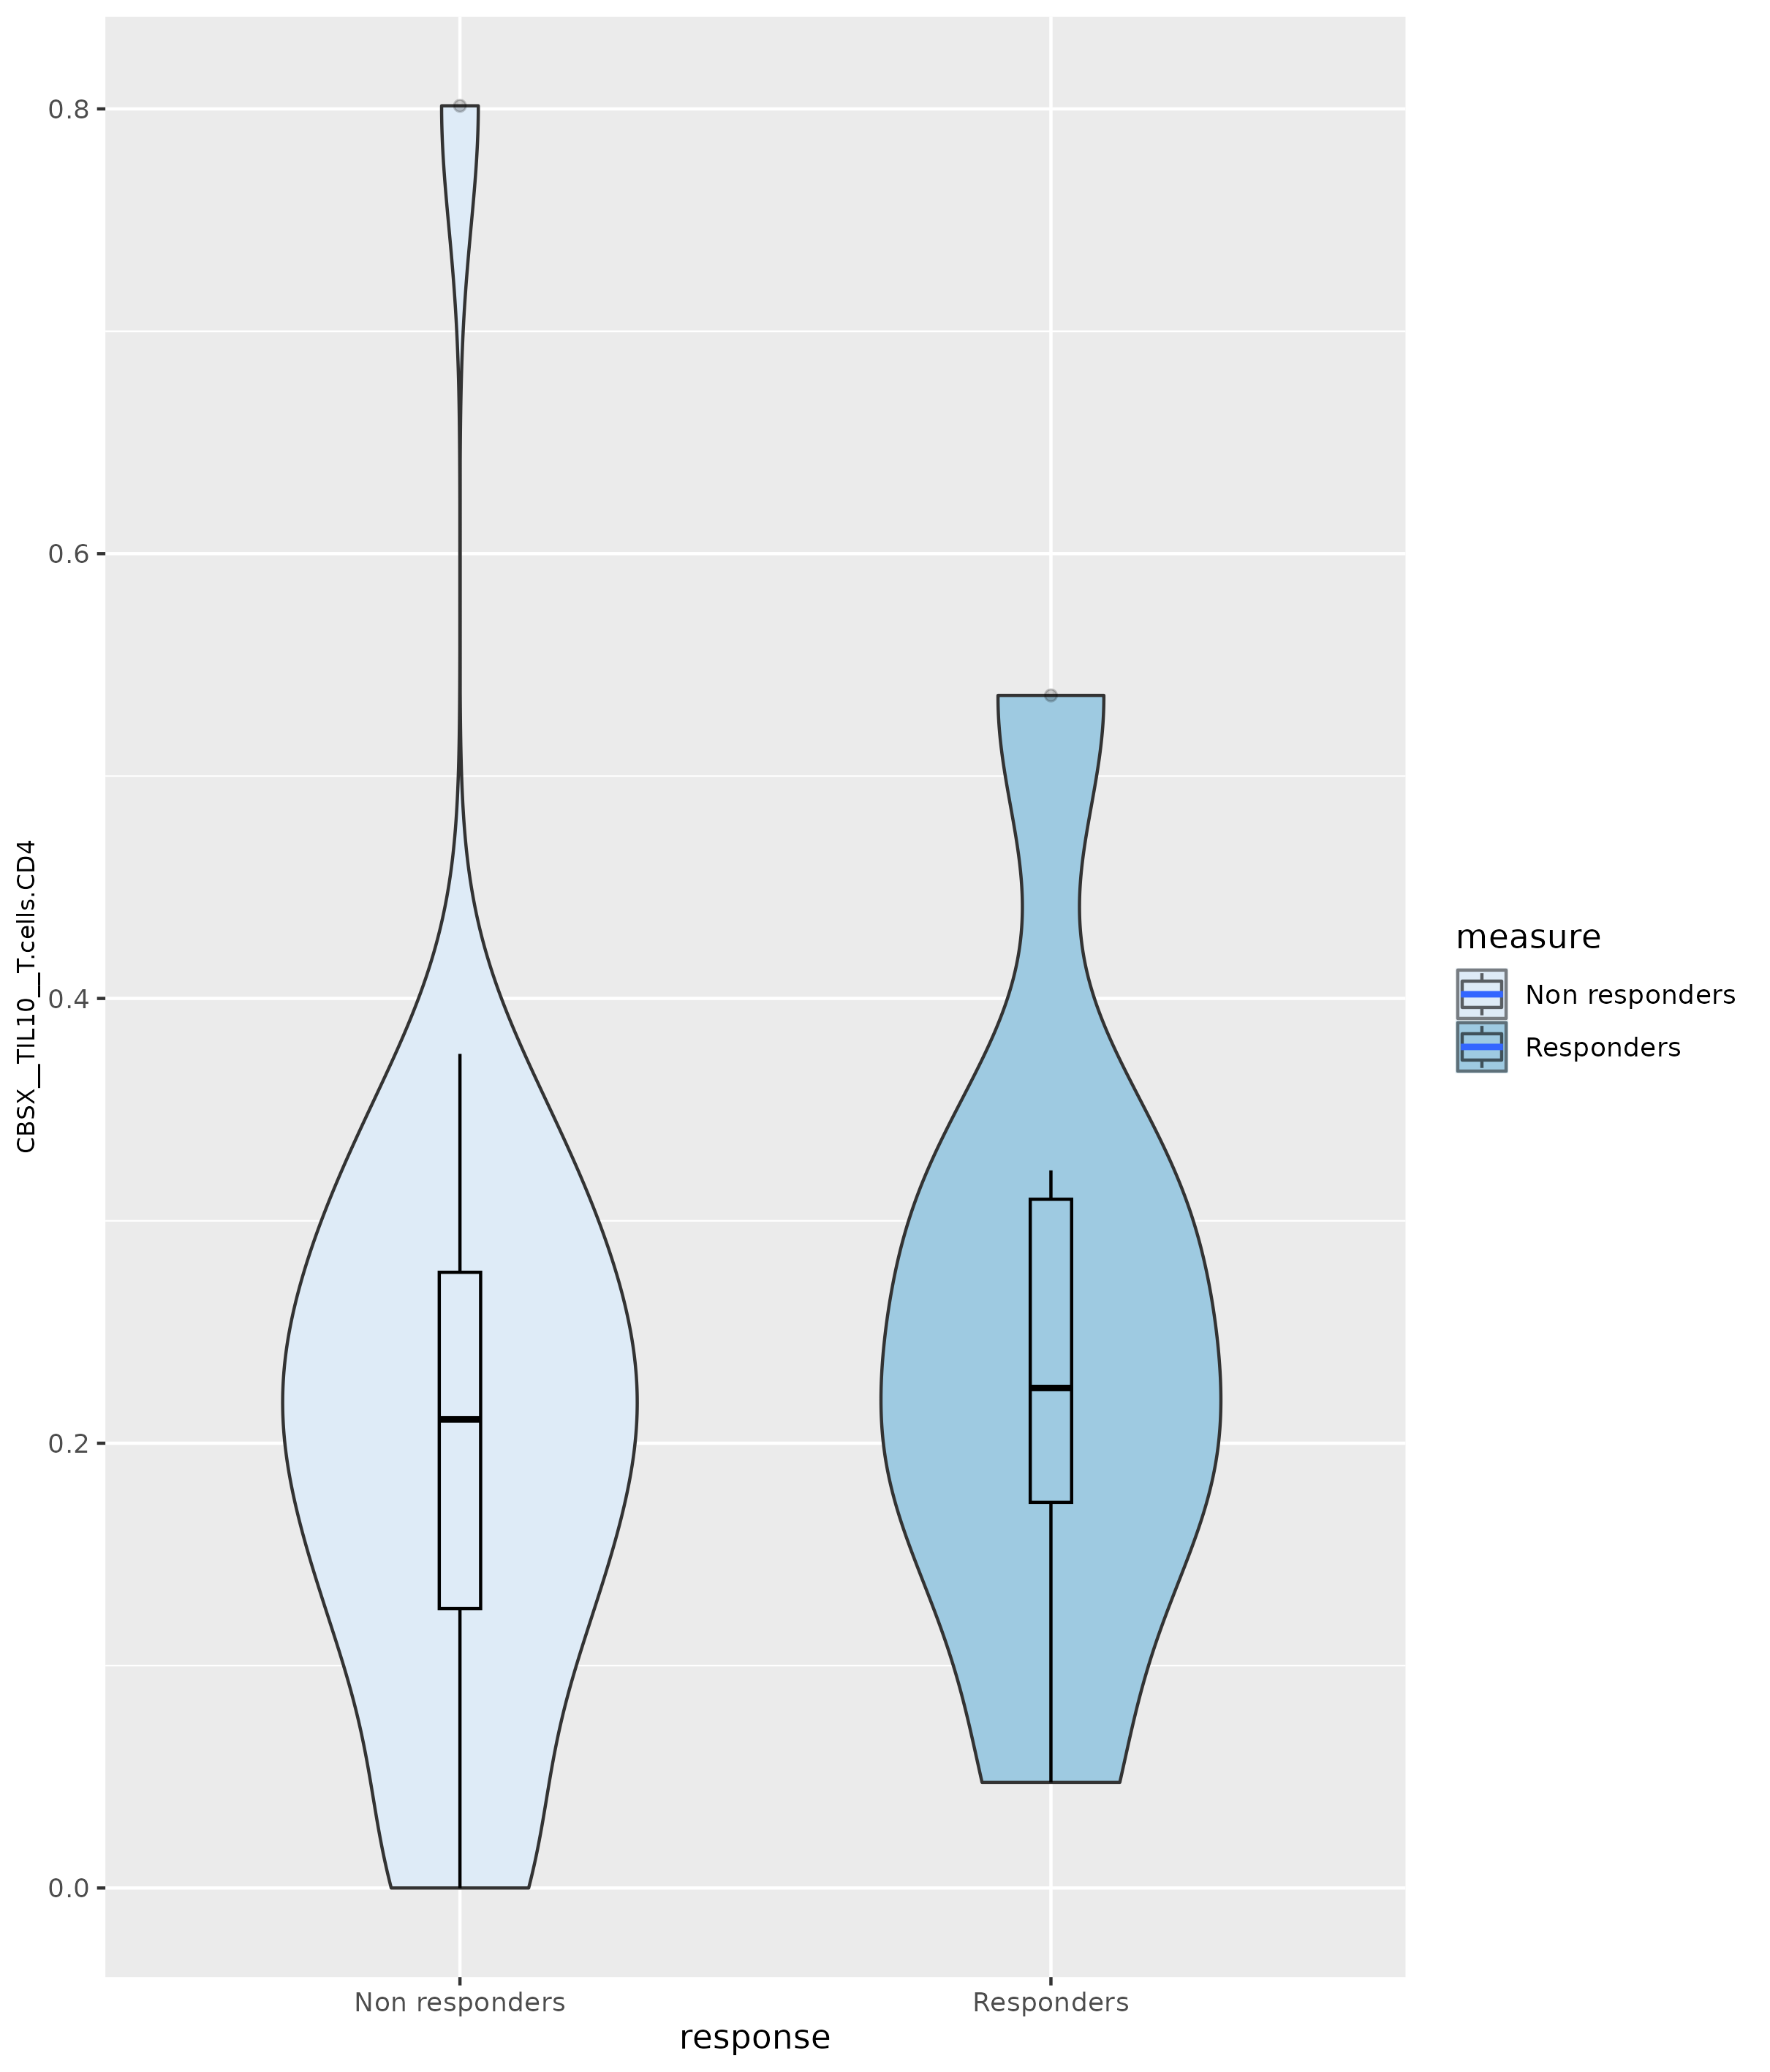 0.8
0.6
0.4
0.2
0.0
CBSX__TIL10__T.cells.CD4
Non responders
Responders
response
measure
Non responders
Responders